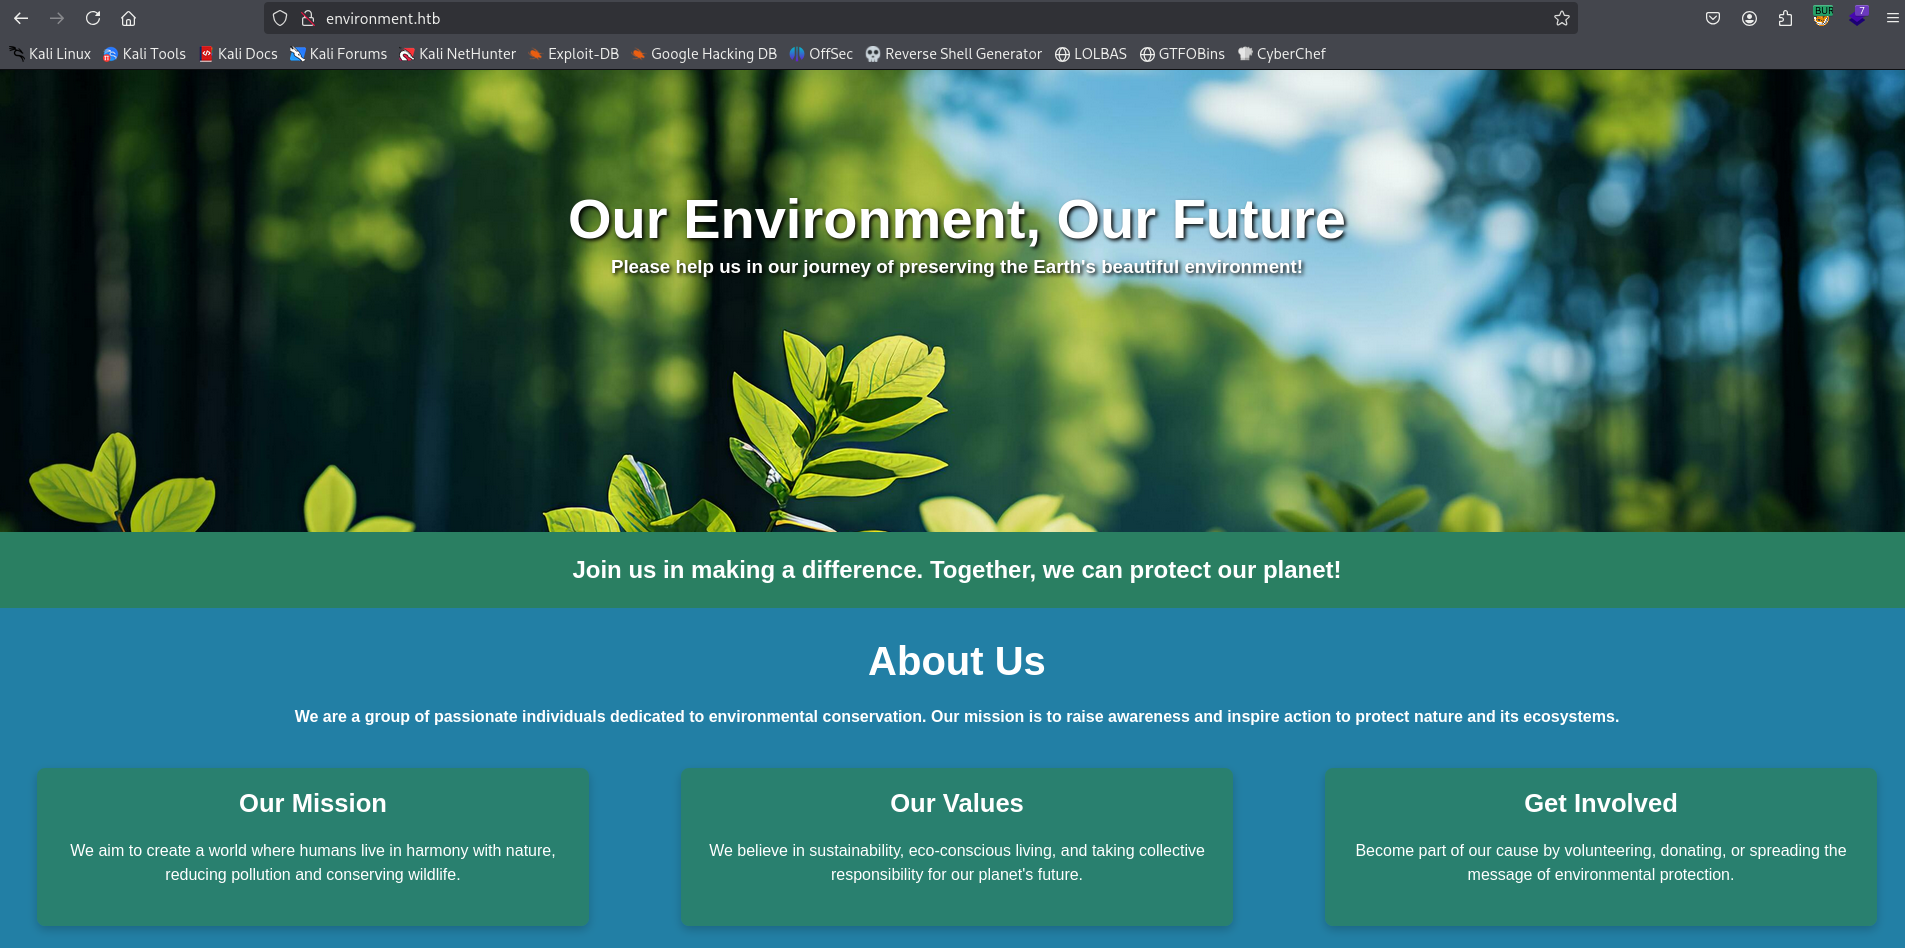 environment.htb
BUR
7
Kali Linux Kali Tools Kali Docs Kali Forums Kali NetHunter Exploit-DB Google Hacking DB OffSec Reverse Shell Generator LOLBAS GTFOBins CyberChef
Our Environment, Our Future
Please help us in our journey of preserving the Earth's beautiful environment!
Join us in making a difference. Together, we can protect our planet!
About Us
We are a group of passionate individuals dedicated to environmental conservation. Our mission is to raise awareness and inspire action to protect nature and its ecosystems.
Our Mission
We aim to create a world where humans live in harmony with nature,
reducing pollution and conserving wildlife.
Our Values
We believe in sustainability, eco-conscious living, and taking collective
responsibility for our planet's future.
Get Involved
Become part of our cause by volunteering, donating, or spreading the
message of environmental protection.